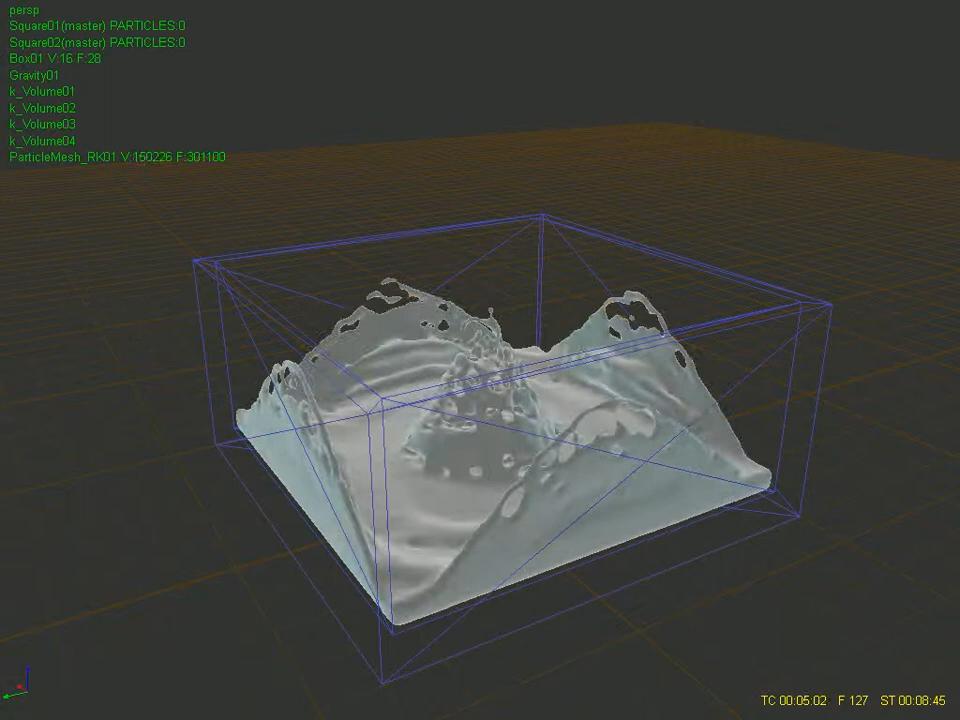 persp
Square01(master) PARTICLES:0
Square02(master) PARTICLES:0
Box01 V:16 F:28
Gravity01
k_Volume01
k_Volume02
k_Volume03
k_Volume04
ParticleMesh_RK01 V:150226 F:301100
TC 00:05:02 F 127 ST 00:08:45